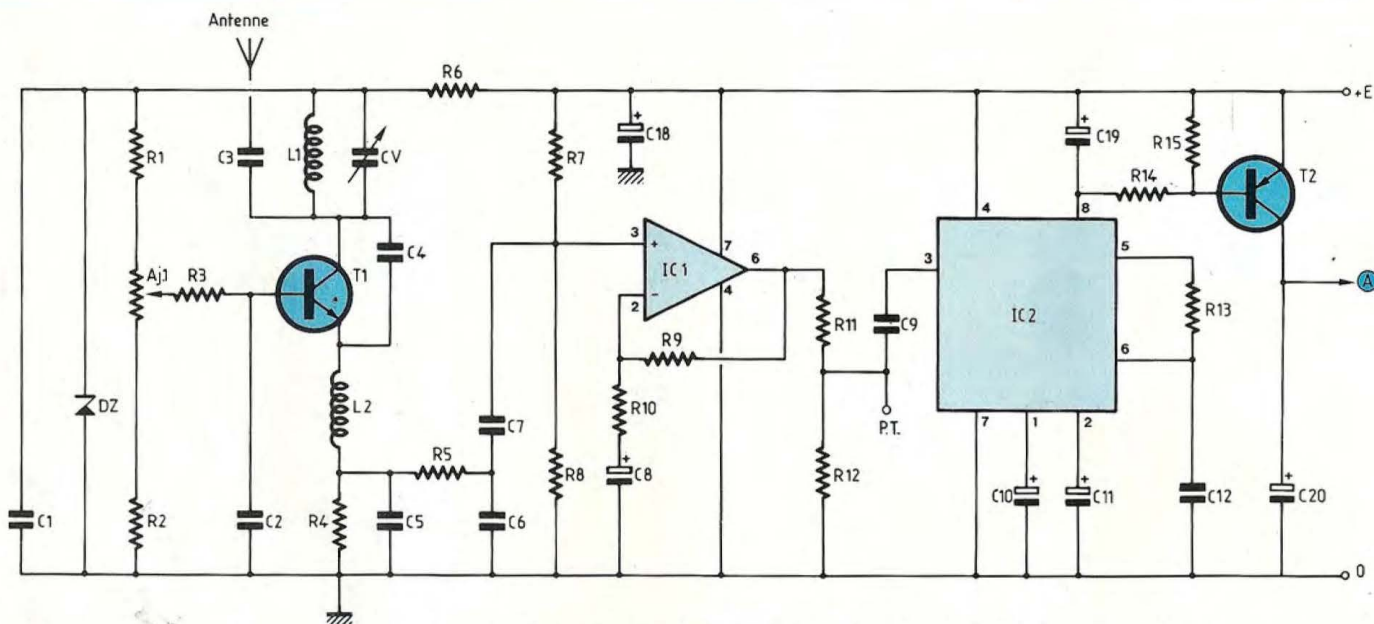 Antenne
R6
+E
C3
L1
CV
R1
R7
C18
C19
R15
R14
T2
Aj.1
R3
T1
C4
3
+
7
IC1
6
4
2
−
R9
R10
C8
+
R11
C9
P.T.
R12
3
4
8
5
6
IC2
7
1
2
R13
A
DZ
L2
C7
R5
R8
C1
R2
C2
R4
C5
C6
C10
C11
C12
C20
+
+
+
+
+
0